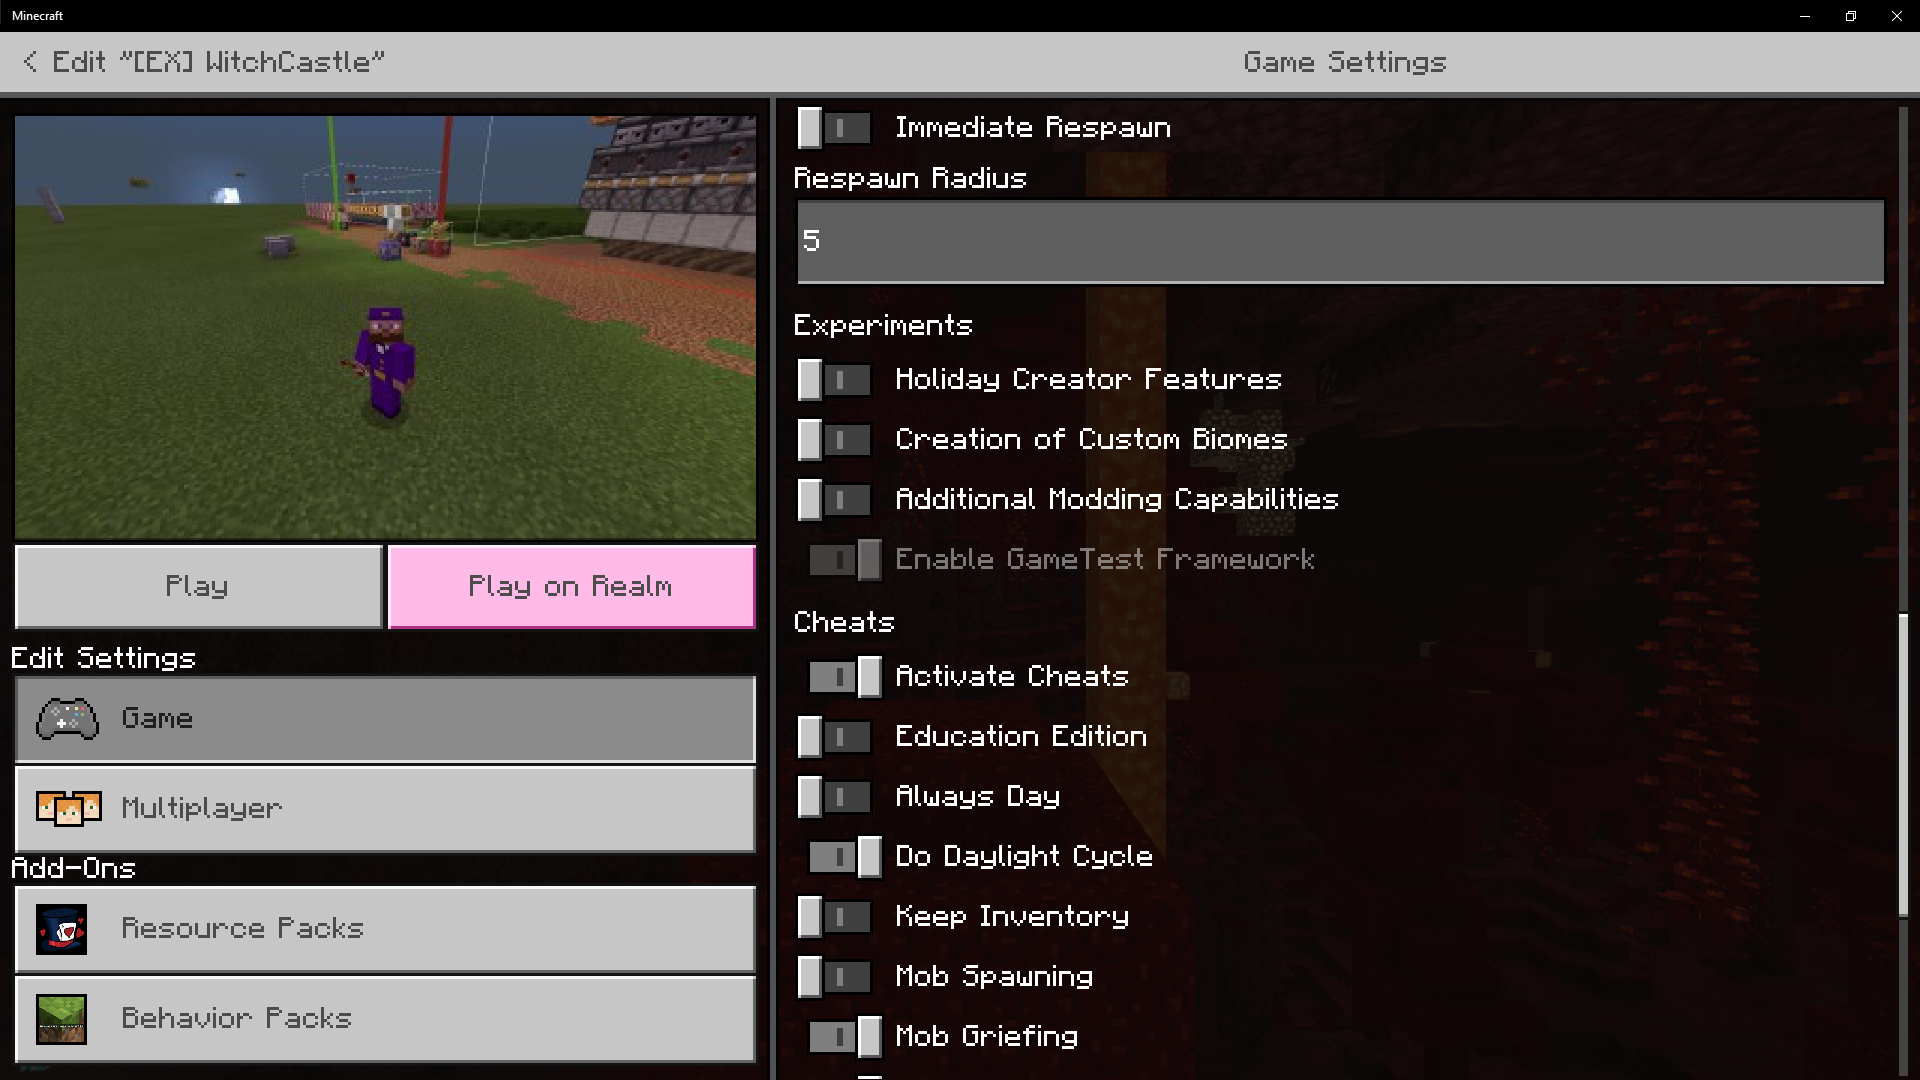 Minecraft
Edit "[EX] WitchCastle"
Game Settings
Play
Play on Realm
Edit Settings
Game
Multiplayer
Add-Ons
Resource Packs
Behavior Packs
Immediate Respawn
Respawn Radius
5
Experiments
Holiday Creator Features
Creation of Custom Biomes
Additional Modding Capabilities
Enable GameTest Framework
Cheats
Activate Cheats
Education Edition
Always Day
Do Daylight Cycle
Keep Inventory
Mob Spawning
Mob Griefing